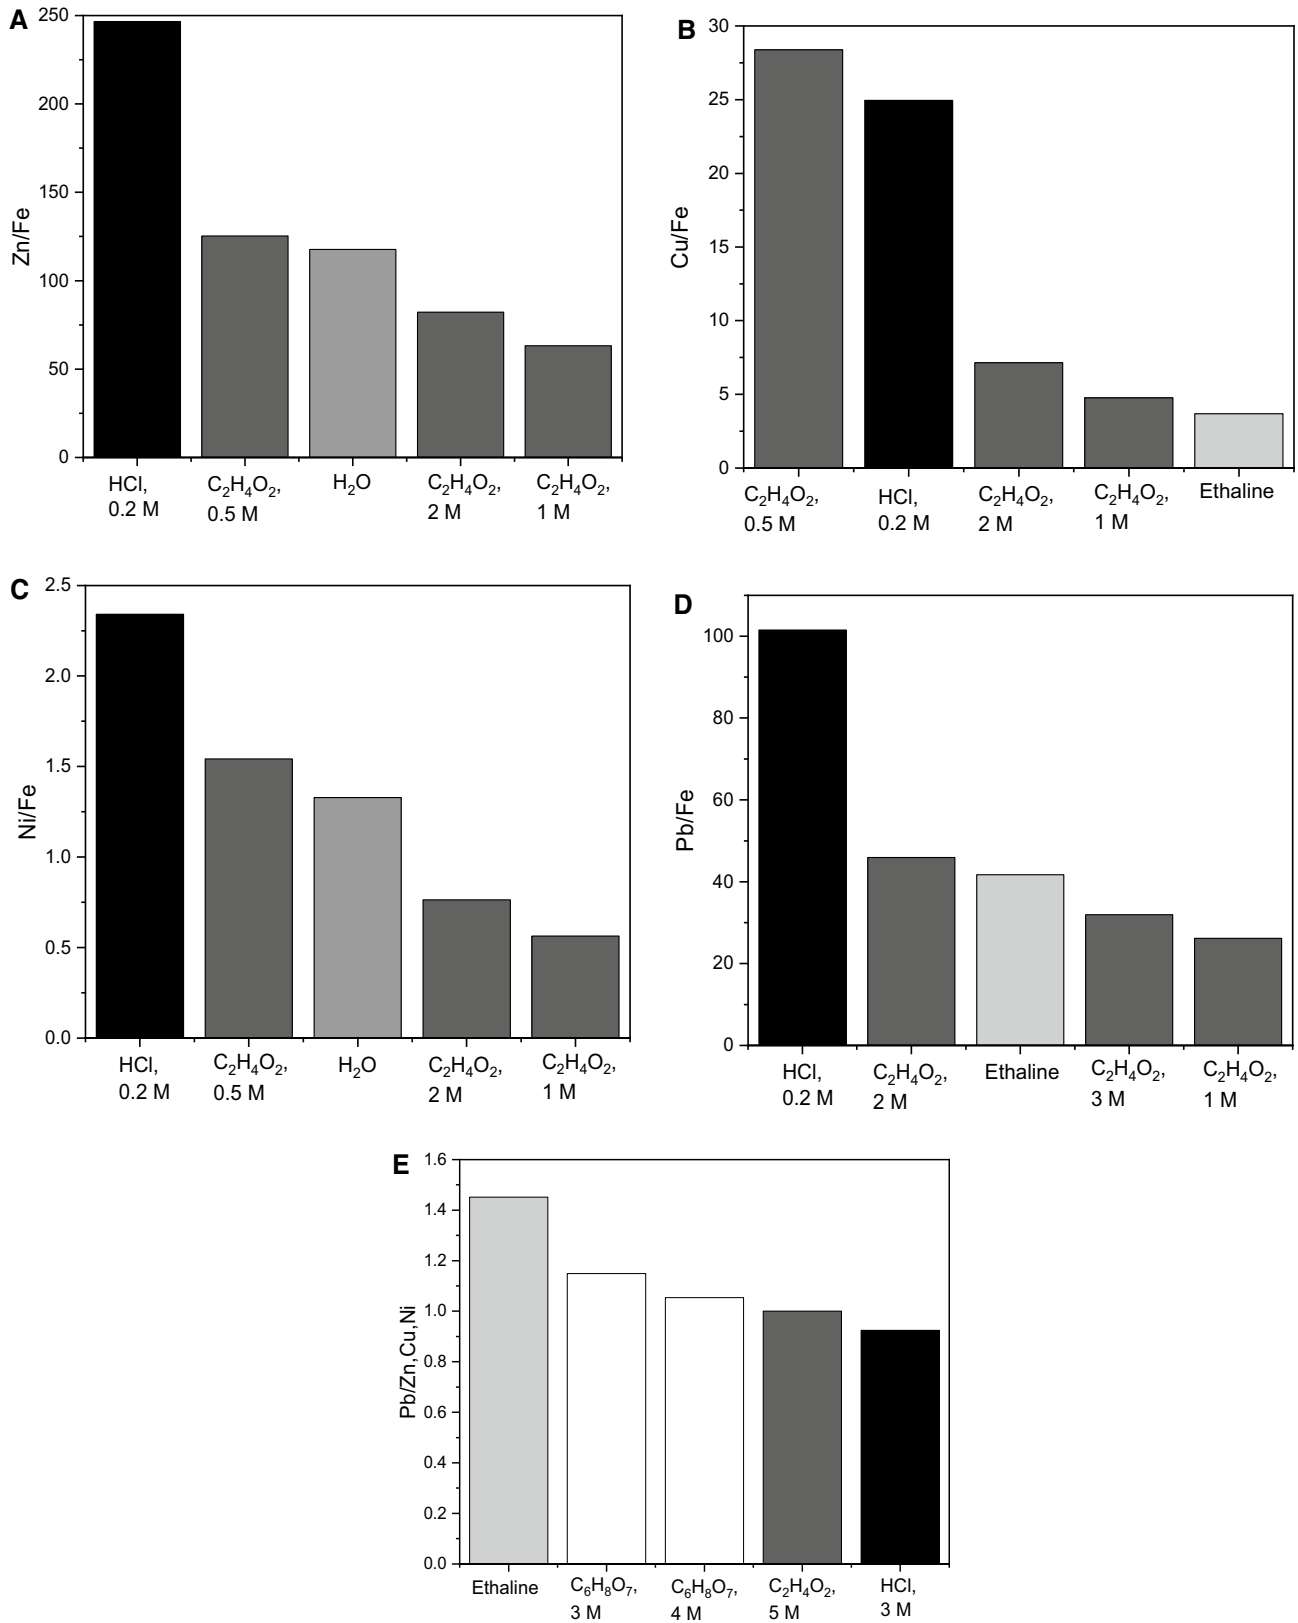 A
Zn/Fe
250
200
150
100
50
0
HCl,
0.2 M
C₂H₄O₂,
0.5 M
H₂O
C₂H₄O₂,
2 M
C₂H₄O₂,
1 M
B
Cu/Fe
30
25
20
15
10
5
0
C₂H₄O₂,
0.5 M
HCl,
0.2 M
C₂H₄O₂,
2 M
C₂H₄O₂,
1 M
Ethaline
C
Ni/Fe
2.5
2.0
1.5
1.0
0.5
0.0
HCl,
0.2 M
C₂H₄O₂,
0.5 M
H₂O
C₂H₄O₂,
2 M
C₂H₄O₂,
1 M
D
Pb/Fe
100
80
60
40
20
0
HCl,
0.2 M
C₂H₄O₂,
2 M
Ethaline
C₂H₄O₂,
3 M
C₂H₄O₂,
1 M
E
Pb/Zn,Cu,Ni
1.6
1.4
1.2
1.0
0.8
0.6
0.4
0.2
0.0
Ethaline
C₆H₈O₇,
3 M
C₆H₈O₇,
4 M
C₂H₄O₂,
5 M
HCl,
3 M